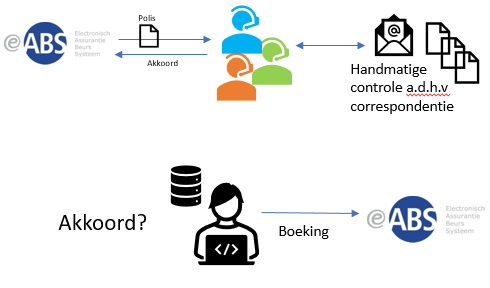 Polis
eABS
Electronisch
Assurantie
Beurs
Systeem
Akkoord
@
Handmatige
controle a.d.h.v
correspondentie
Akkoord?
</>
Boeking
eABS
Electronisch
Assurantie
Beurs
Systeem